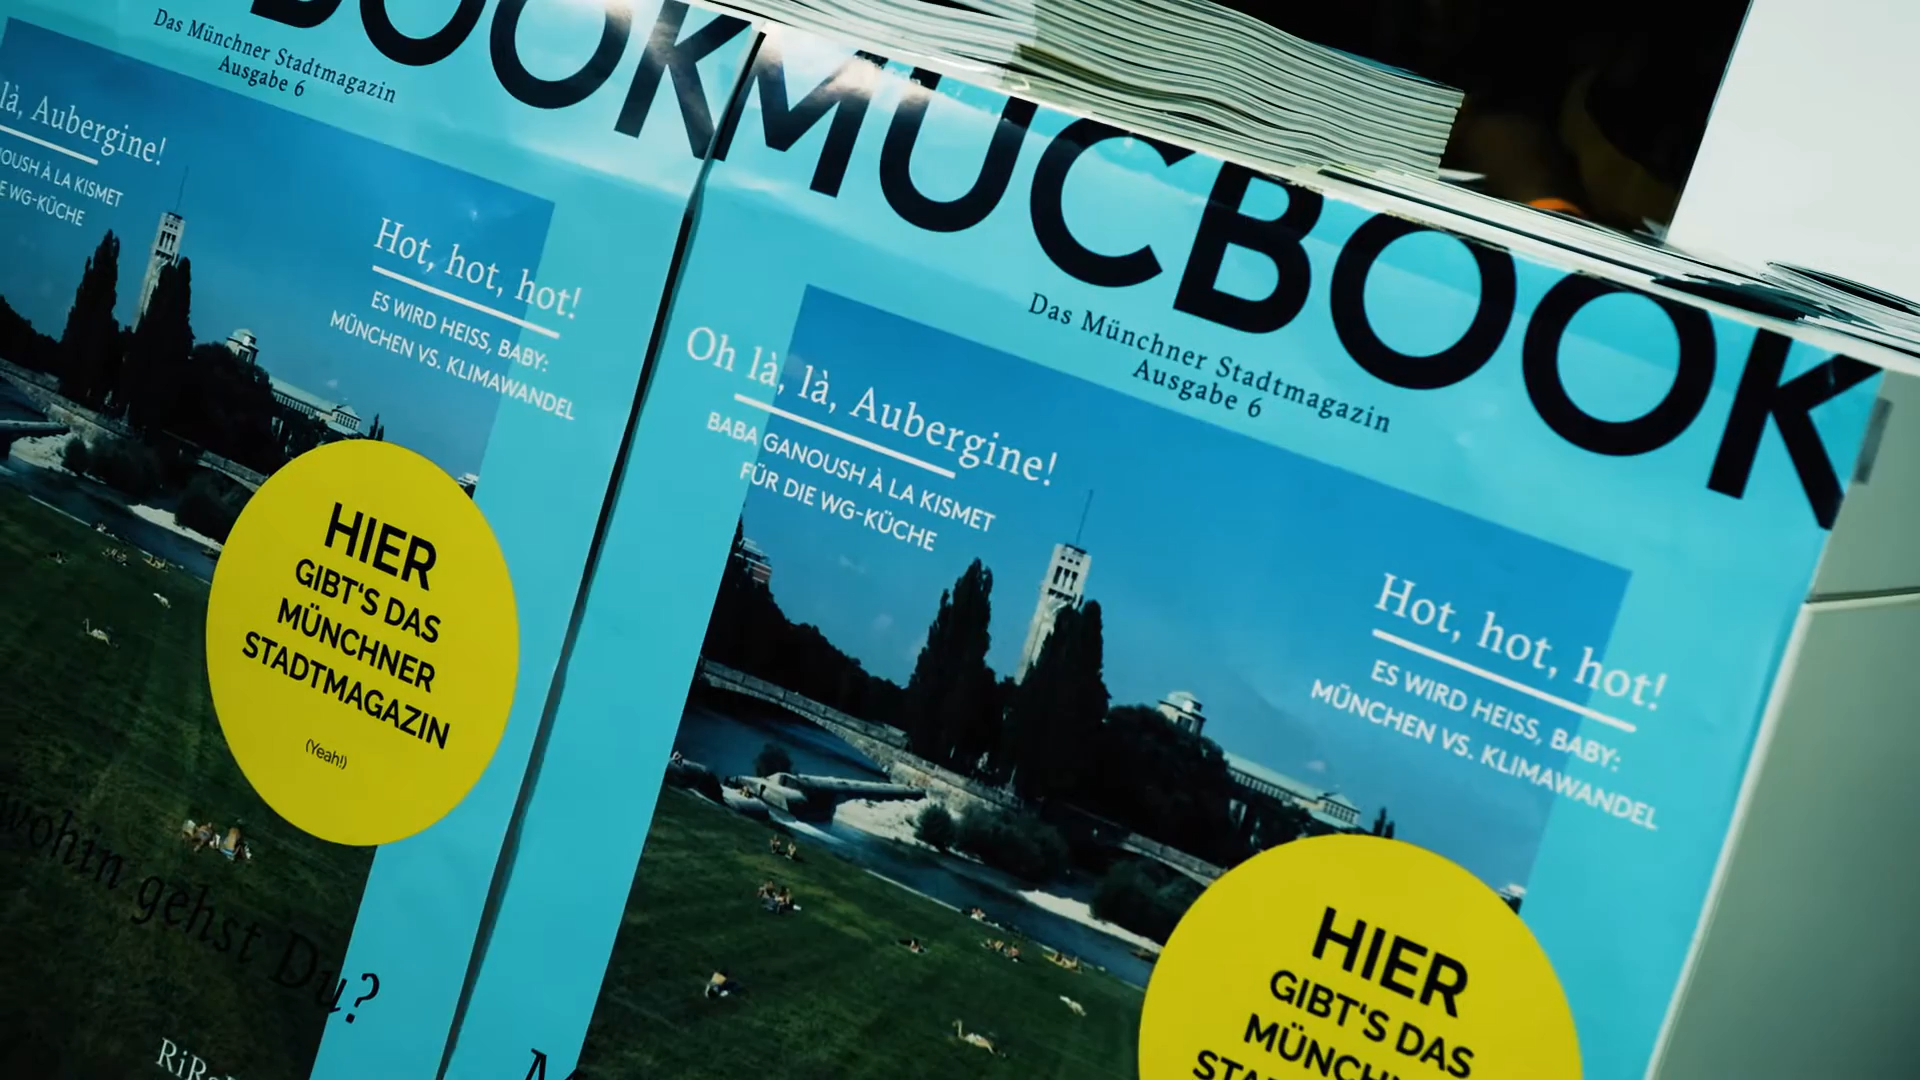 BOOK
Das Münchner Stadtmagazin
Ausgabe 6
là, Aubergine!
À LA KISMET
WG-KÜCHE
Hot, hot, hot!
ES WIRD HEISS, BABY:
MÜNCHEN VS. KLIMAWANDEL
HIER
GIBT'S DAS
MÜNCHNER
STADTMAGAZIN
(Yeah!)
wohin gehst Du?
MUCBOOK
Das Münchner Stadtmagazin
Ausgabe 6
Oh là, là, Aubergine!
BABA GANOUSH À LA KISMET
FÜR DIE WG-KÜCHE
Hot, hot, hot!
ES WIRD HEISS, BABY:
MÜNCHEN VS. KLIMAWANDEL
HIER
GIBT'S DAS